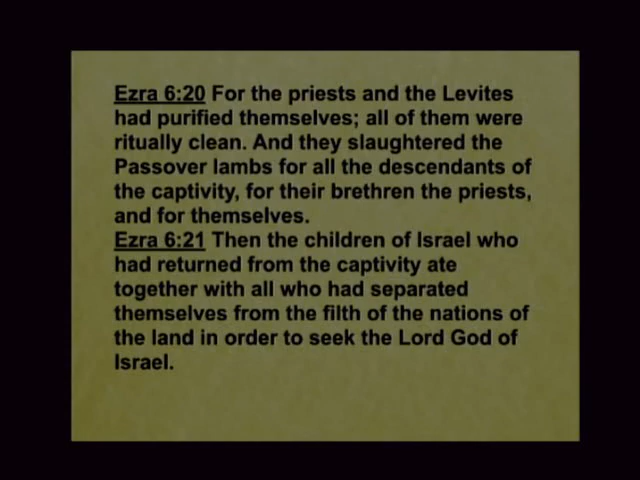 Ezra 6:20 For the priests and the Levites
had purified themselves; all of them were
ritually clean. And they slaughtered the
Passover lambs for all the descendants of
the captivity, for their brethren the priests,
and for themselves.
Ezra 6:21 Then the children of Israel who
had returned from the captivity ate
together with all who had separated
themselves from the filth of the nations of
the land in order to seek the Lord God of
Israel.